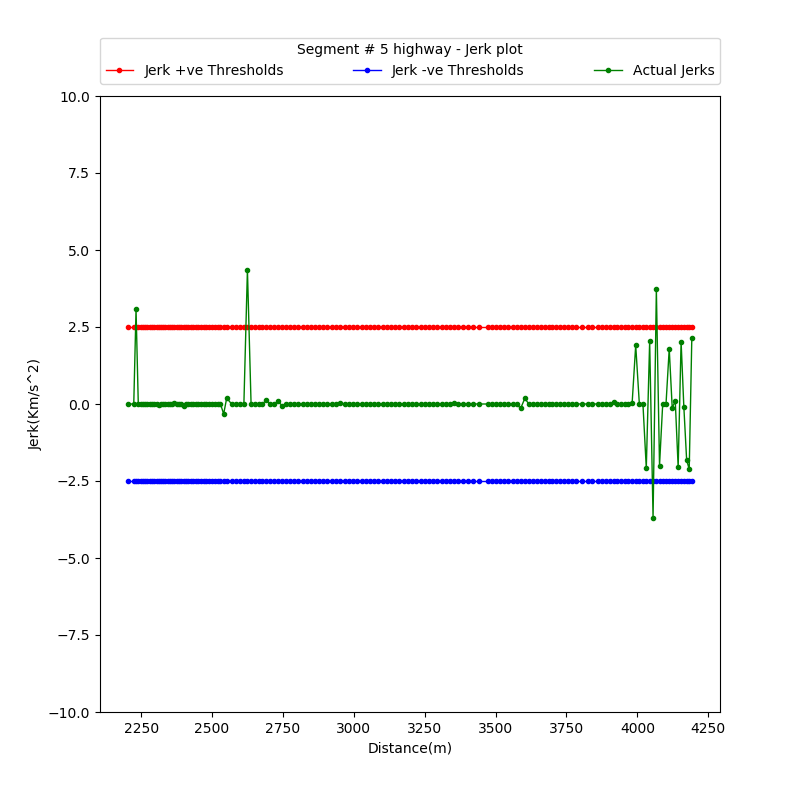 Segment # 5 highway - Jerk plot
Jerk +ve Thresholds Jerk -ve Thresholds Actual Jerks
10.0
7.5
5.0
2.5
0.0
−2.5
−5.0
−7.5
−10.0
Jerk(Km/s^2)
2250 2500 2750 3000 3250 3500 3750 4000 4250
Distance(m)